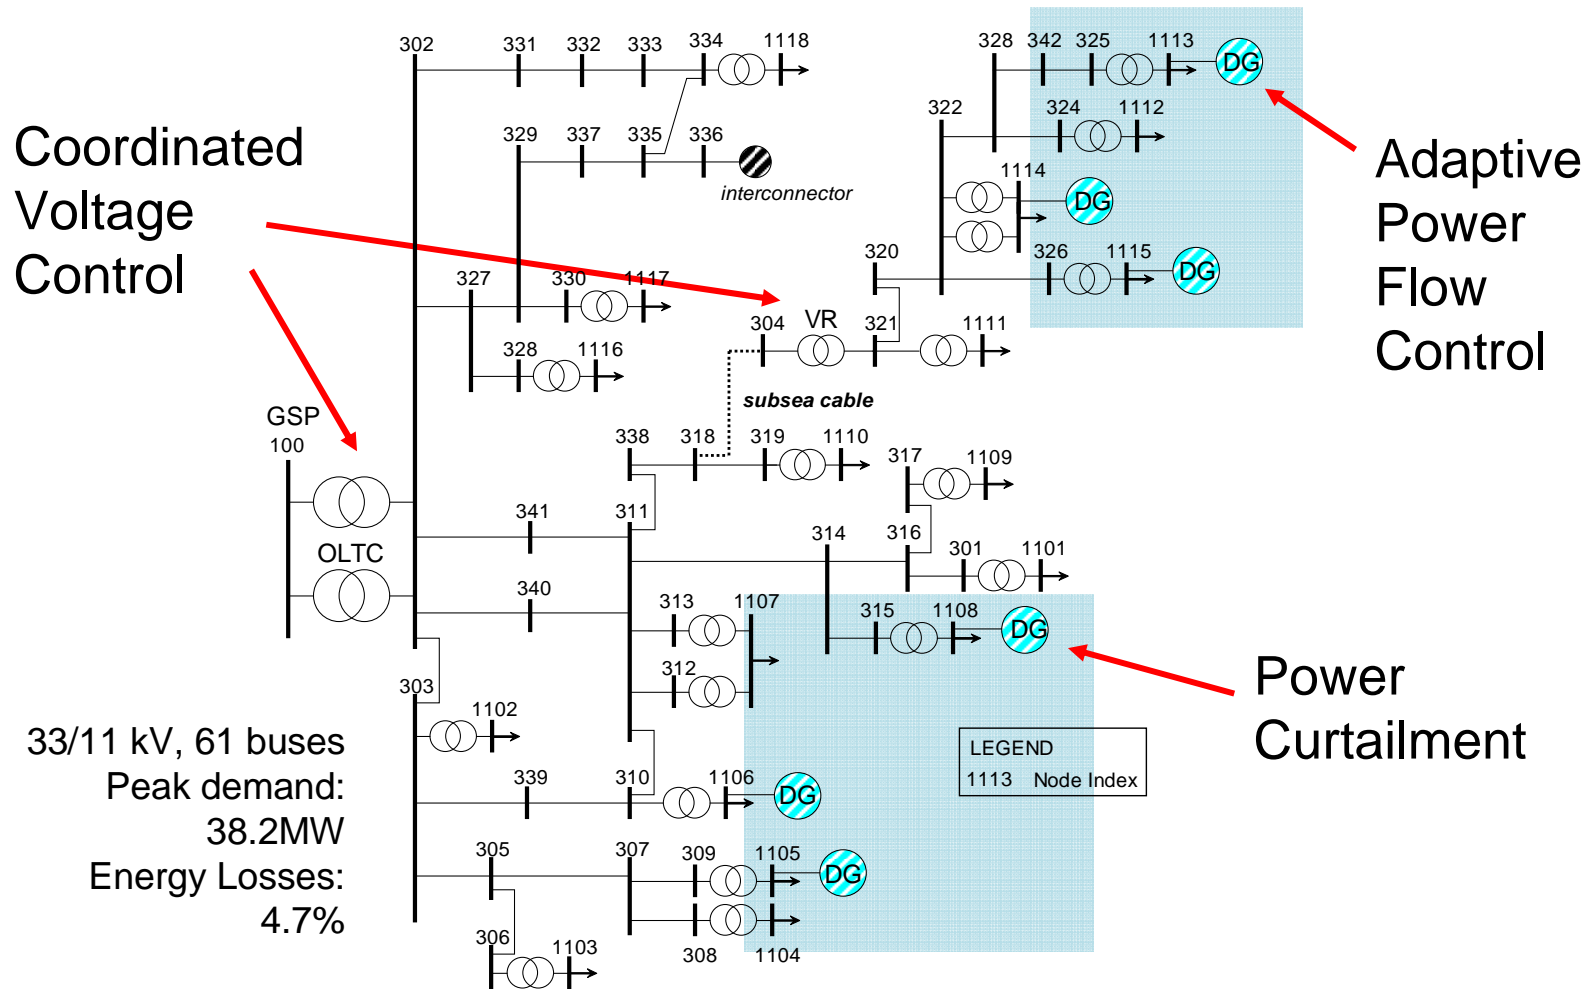 302
331
332
333
334
1118
328
342
325
1113
DG
Coordinated
Voltage
Control
329
337
335
336
interconnector
322
324
1112
1114
DG
Adaptive
Power
Flow
Control
327
330
1117
320
326
1115
DG
304
VR
321
1111
328
1116
subsea cable
GSP
100
OLTC
338
318
319
1110
317
1109
341
311
314
316
301
1101
340
313
1107
312
315
1108
DG
Power
Curtailment
303
1102
33/11 kV, 61 buses
Peak demand:
38.2MW
Energy Losses:
4.7%
339
310
1106
DG
LEGEND
1113 Node Index
305
307
309
1105
DG
306
1103
308
1104